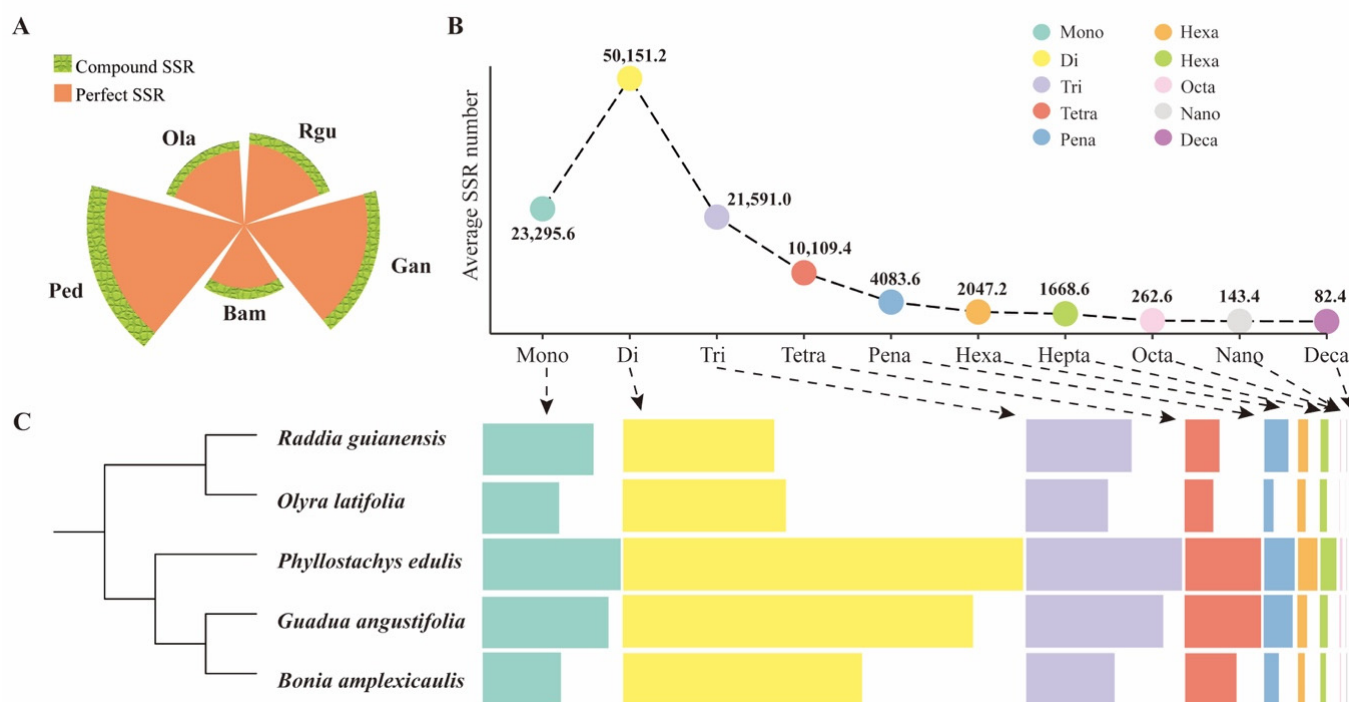 A
Compound SSR
Perfect SSR
Ola
Rgu
Ped
Bam
Gan
B
Average SSR number
50,151.2
23,295.6
21,591.0
10,109.4
4083.6
2047.2
1668.6
262.6
143.4
82.4
Mono
Di
Tri
Tetra
Pena
Hexa
Hexa
Octa
Nano
Deca
Mono
Di
Tri
Tetra
Pena
Hexa
Hepta
Octa
Nano
Deca
C
Raddia guianensis
Olyra latifolia
Phyllostachys edulis
Guadua angustifolia
Bonia amplexicaulis